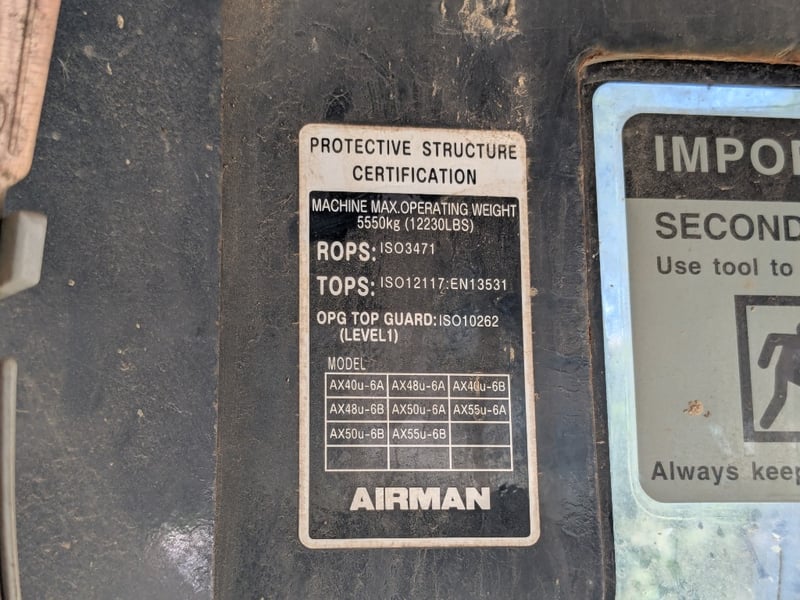 PROTECTIVE STRUCTURE
CERTIFICATION
MACHINE MAX.OPERATING WEIGHT
5550kg (12230LBS)
ROPS: ISO3471
TOPS: ISO12117:EN13531
OPG TOP GUARD: ISO10262
(LEVEL1)
MODEL
AX40u-6A AX48u-6A AX40u-6B
AX48u-6B AX50u-6A AX55u-6A
AX50u-6B AX55u-6B
AIRMAN
IMPOR
SECOND
Use tool to
Always keep